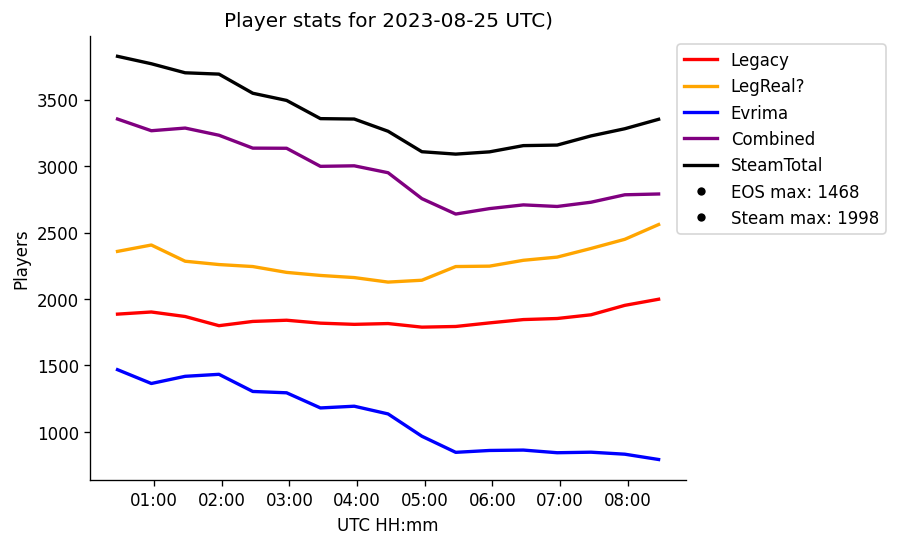 Player stats for 2023-08-25 UTC)
Legacy
LegReal?
Evrima
Combined
SteamTotal
EOS max: 1468
Steam max: 1998
Players
3500
3000
2500
2000
1500
1000
01:00 02:00 03:00 04:00 05:00 06:00 07:00 08:00
UTC HH:mm